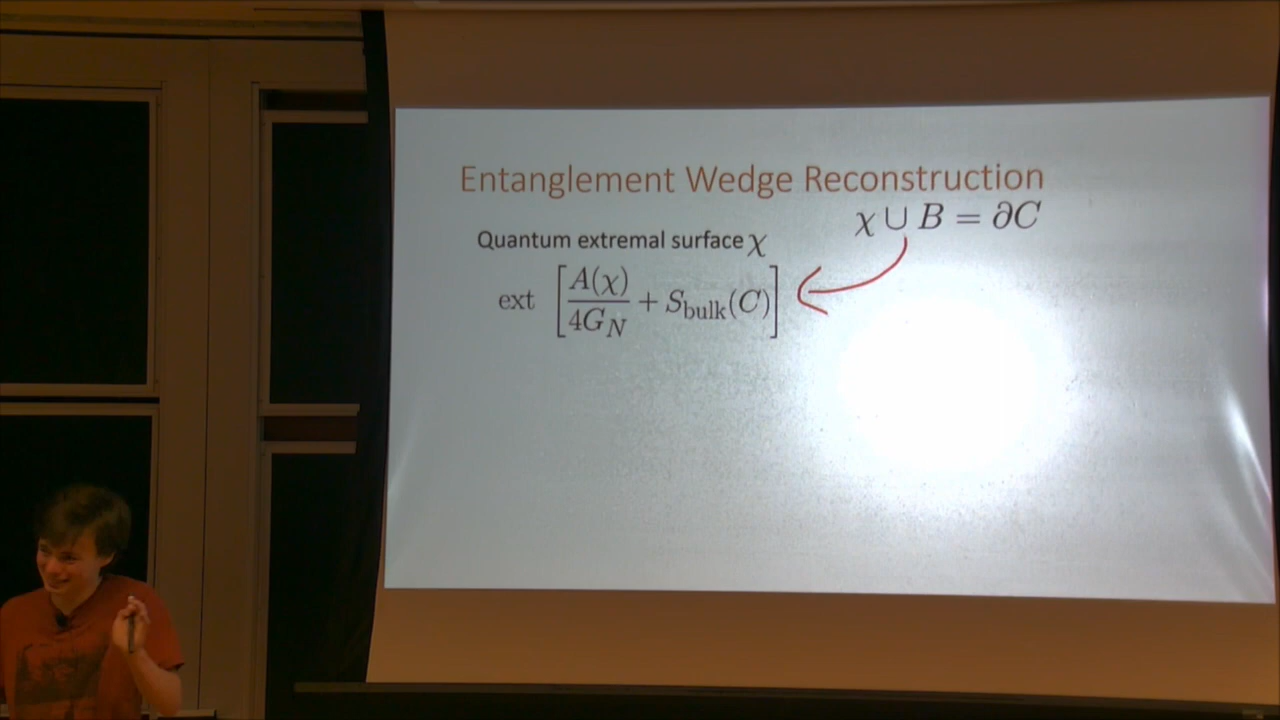 Entanglement Wedge Reconstruction
χ ∪ B = ∂C
Quantum extremal surface χ
ext [A(χ)/4G_N + S_bulk(C)]